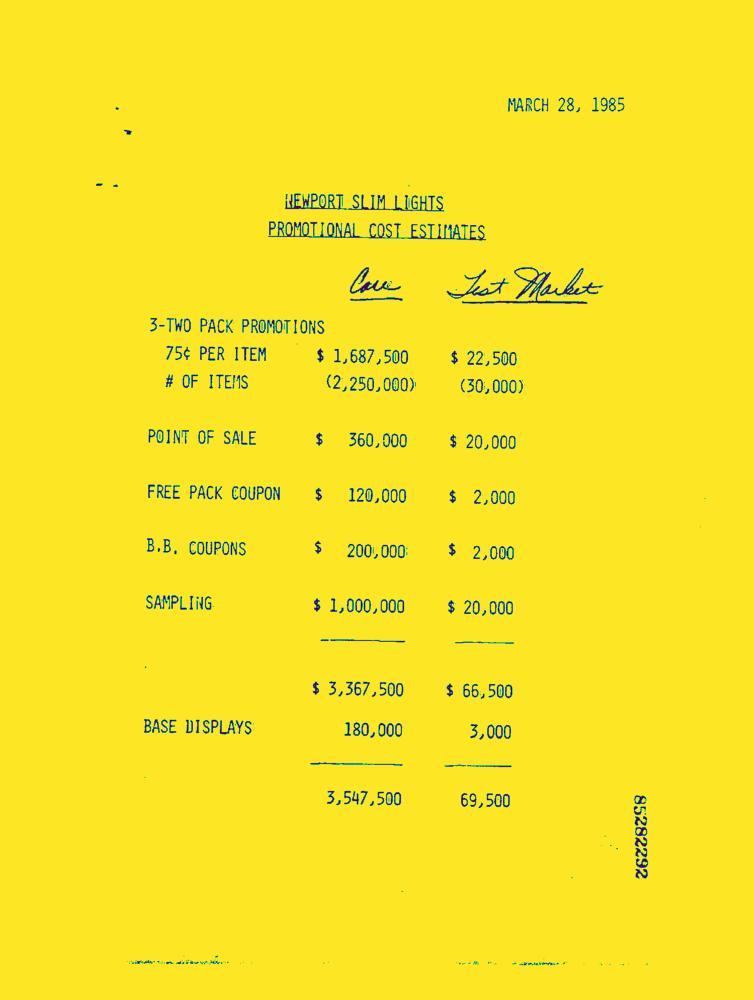 MARCH 28, 1985
NEWPORT SLIM LIGHTS
PROMOTIONAL COST ESTIMATES
Core Test Market
3-TWO PACK PROMOTIONS
75¢ PER ITEM $ 1,687,500 $ 22,500
# OF ITEMS (2,250,000) (30,000)
POINT OF SALE $ 360,000 $ 20,000
FREE PACK COUPON $ 120,000 $ 2,000
B.B. COUPONS $ 200,000 $ 2,000
SAMPLING $ 1,000,000 $ 20,000
$ 3,367,500 $ 66,500
BASE DISPLAYS 180,000 3,000
3,547,500 69,500
85282292